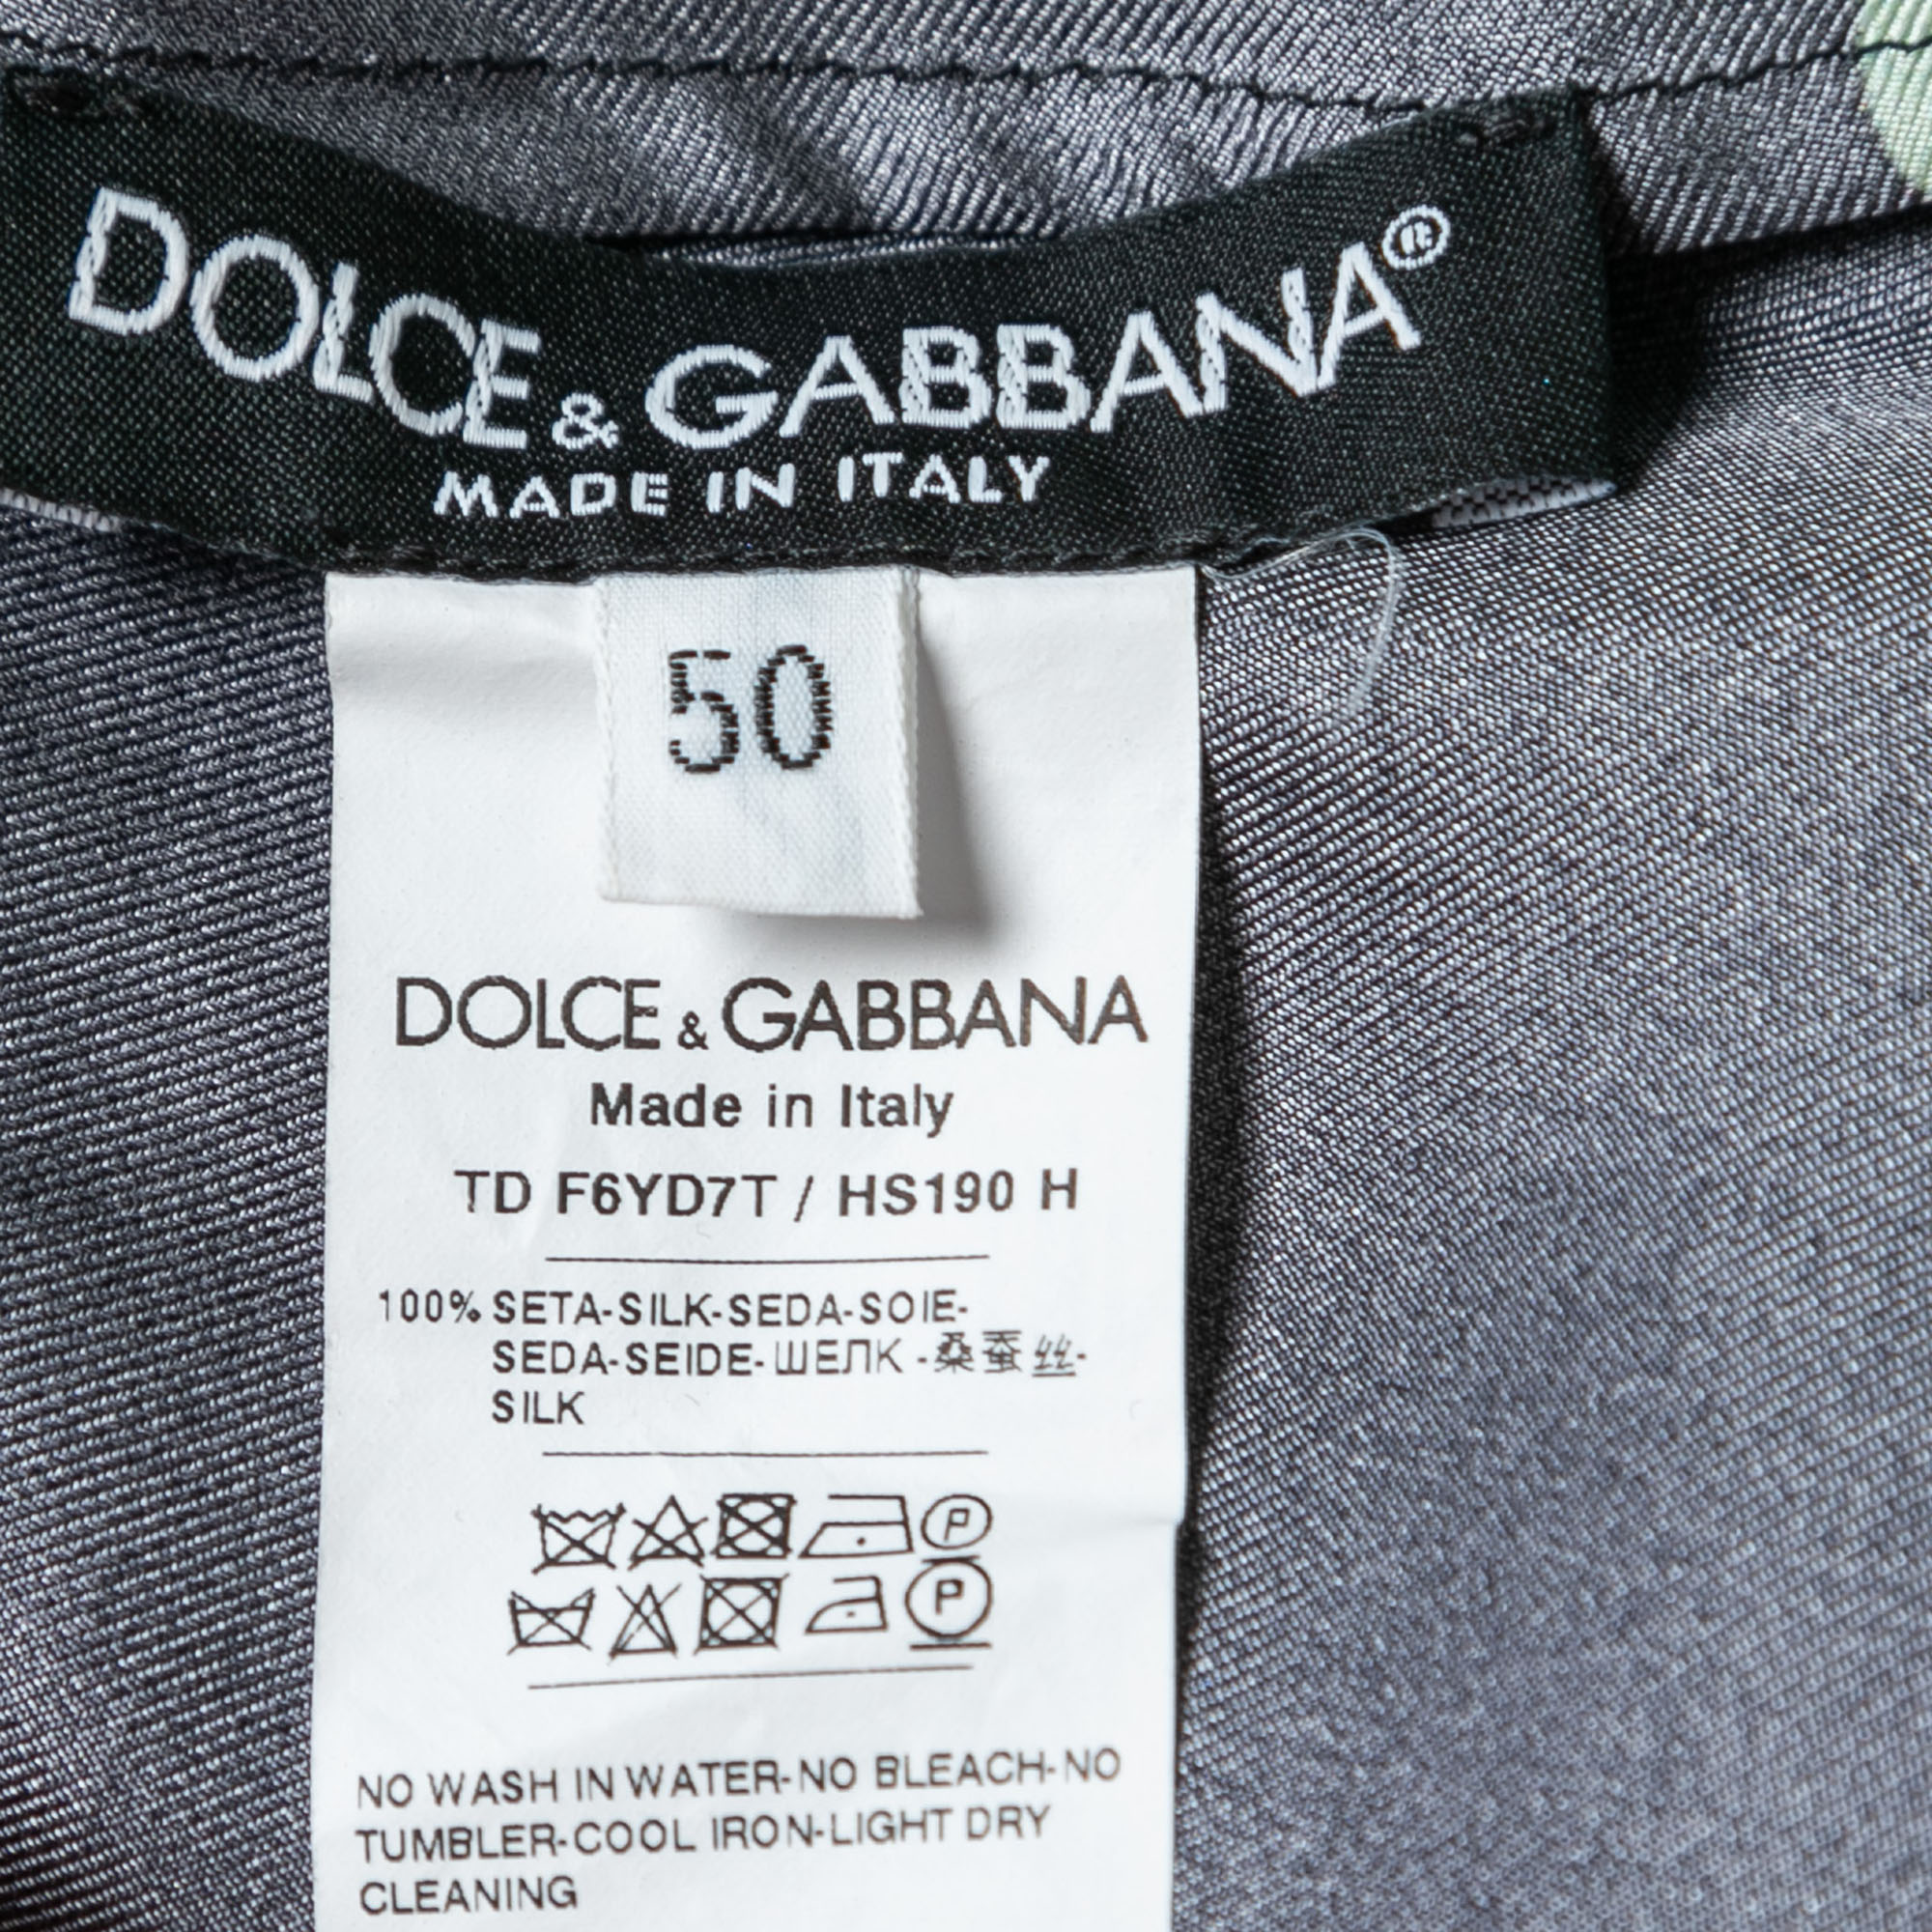 DOLCE & GABBANA®
MADE IN ITALY
50
DOLCE & GABBANA
Made in Italy
TD F6YD7T / HS190 H
100% SETA-SILK-SEDA-SOIE-
SEDA-SEIDE-ШЕЛК -桑蚕丝-
SILK
P
P
NO WASH IN WATER-NO BLEACH-NO
TUMBLER-COOL IRON-LIGHT DRY
CLEANING